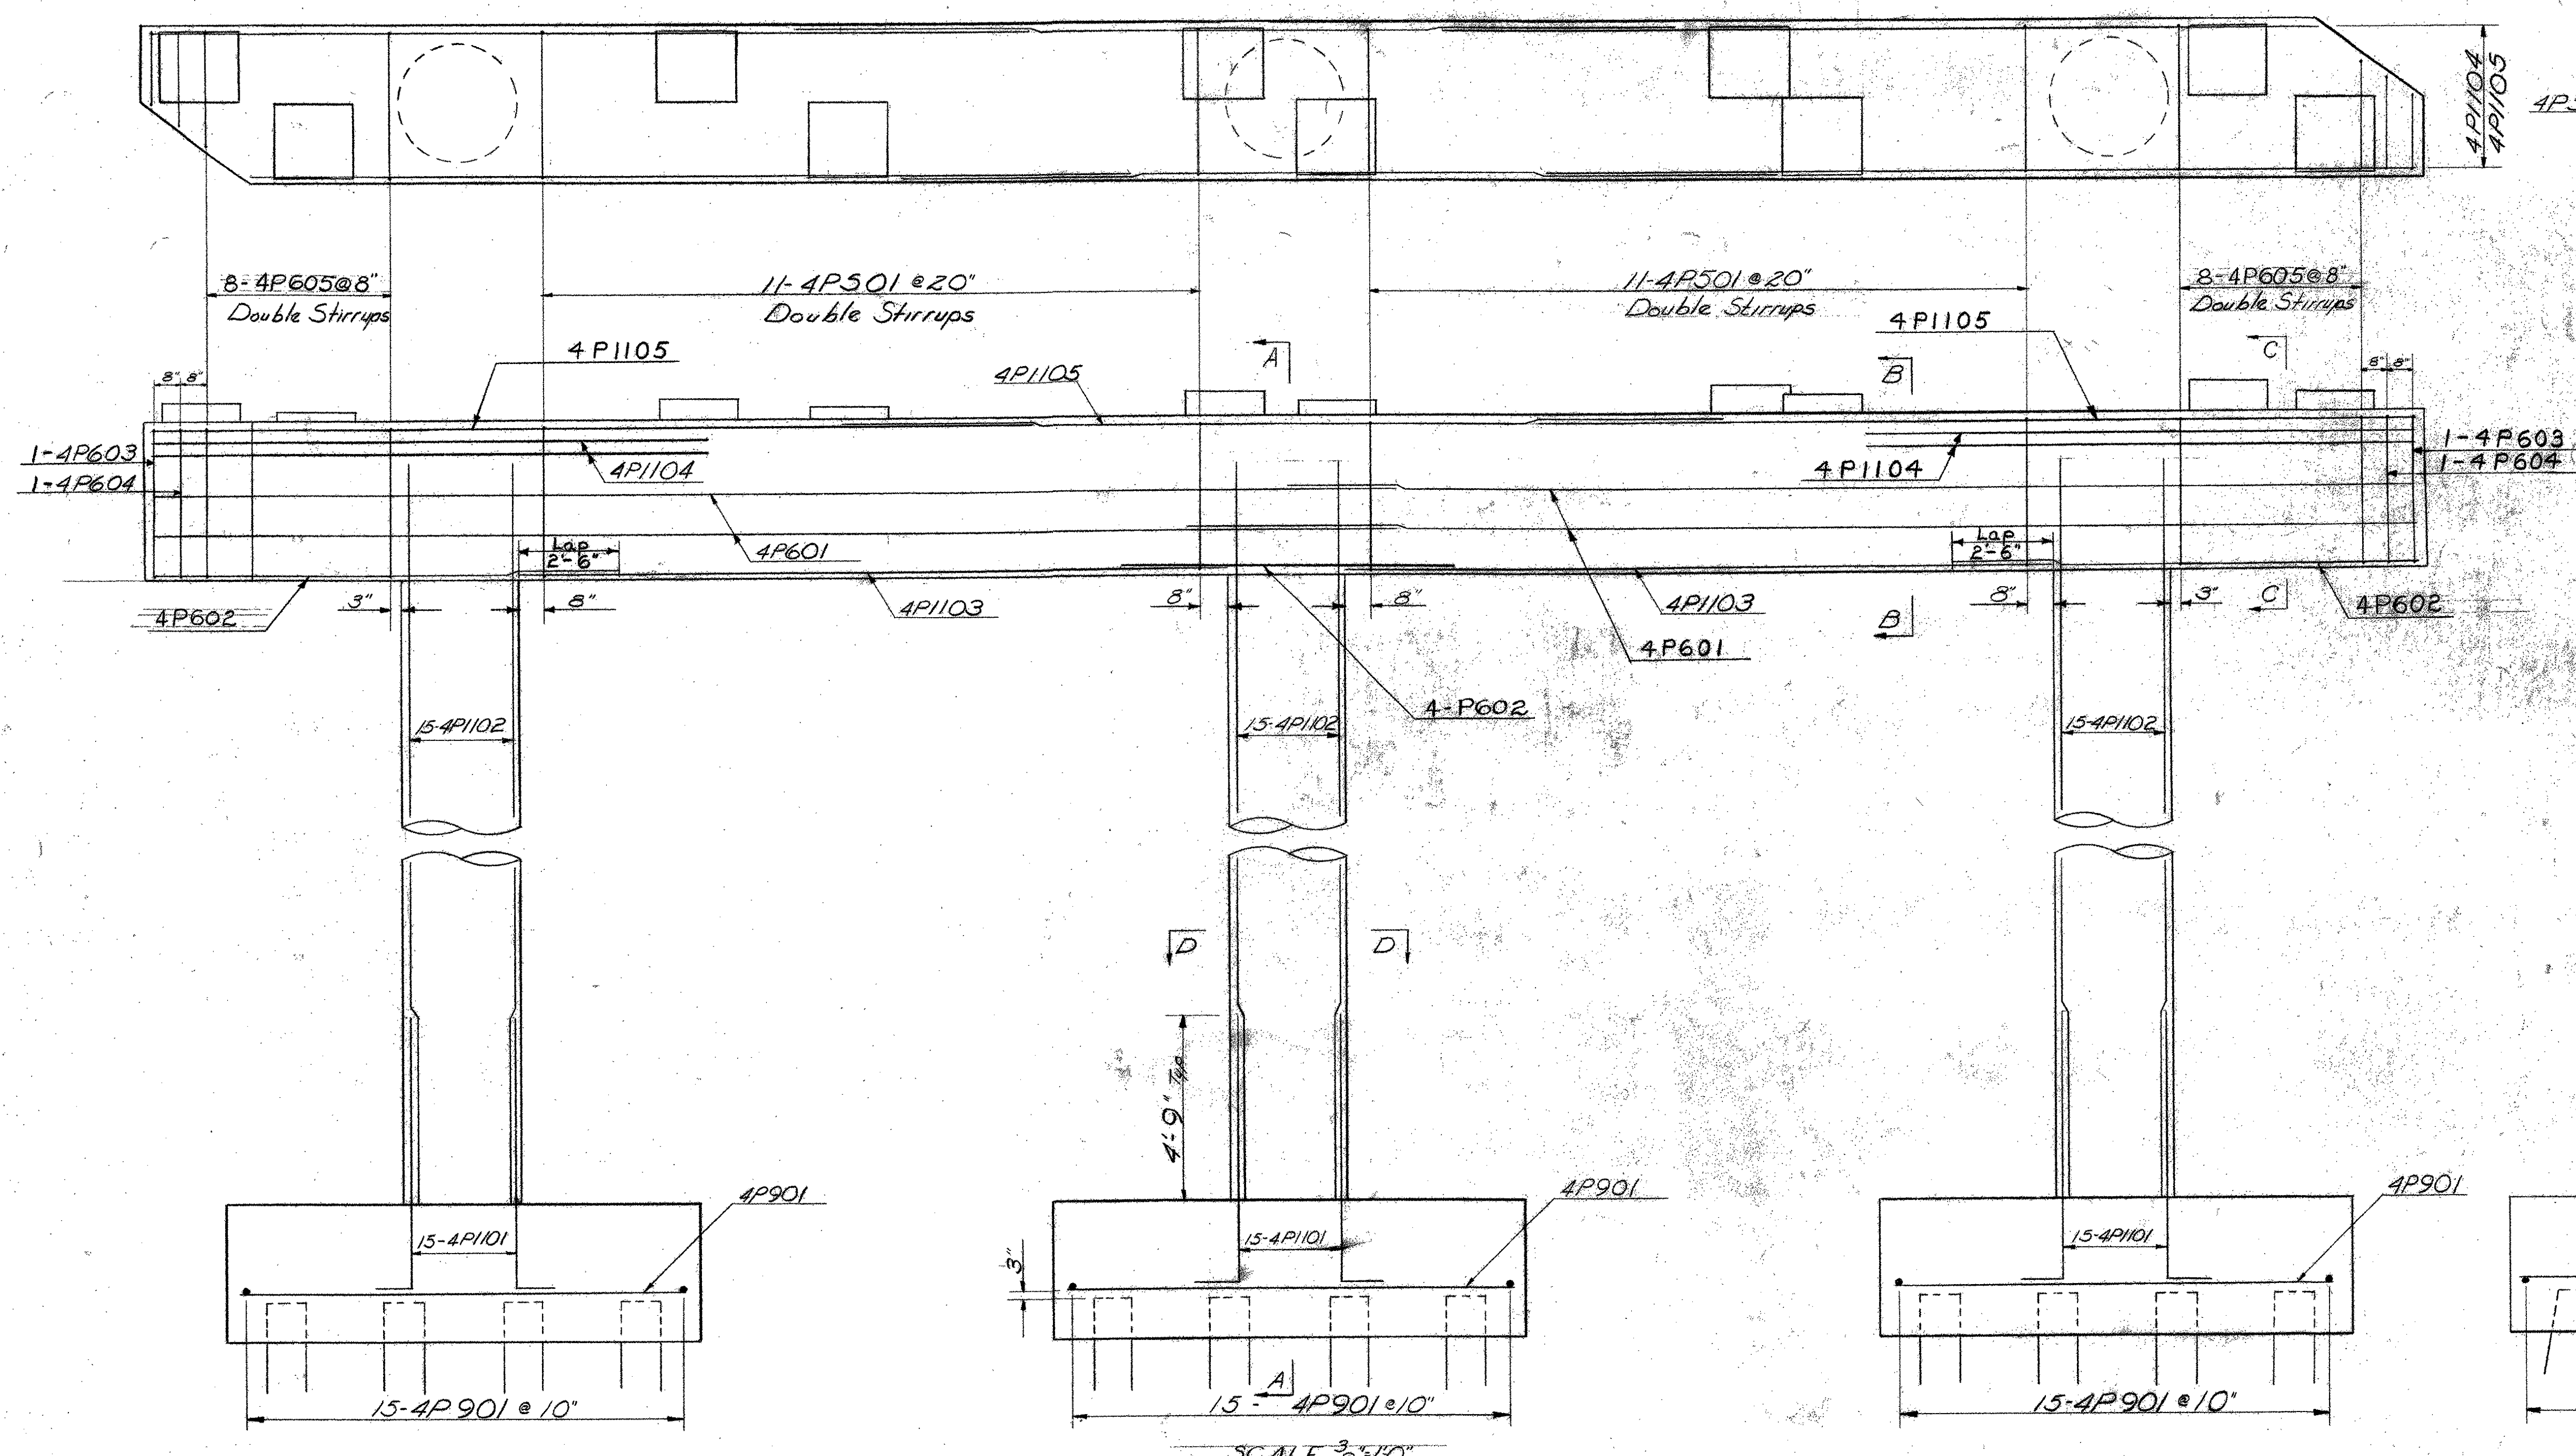 4P1104
4P1105
8-4P605@8"
Double Stirrups
11-4P501@20"
Double Stirrups
11-4P501@20"
Double Stirrups
8-4P605@8"
Double Stirrups
4P1105
4P1105
4P1105
A
B
C
8" 8"
8" 8"
1-4P603
1-4P604
4P1104
4P1104
1-4P603
1-4P604
Lap
2'-6"
4P601
Lap
2'-6"
4P602
3"
8"
4P1103
8"
8"
4P1103
8"
3"
C
4P602
B
4P601
4-P602
15-4P1102
15-4P1102
15-4P1102
D
D
4'-9" Typ
4P901
4P901
4P901
15-4P1101
15-4P1101
15-4P1101
3"
A
15-4P901@10"
15-4P901@10"
15-4P901@10"